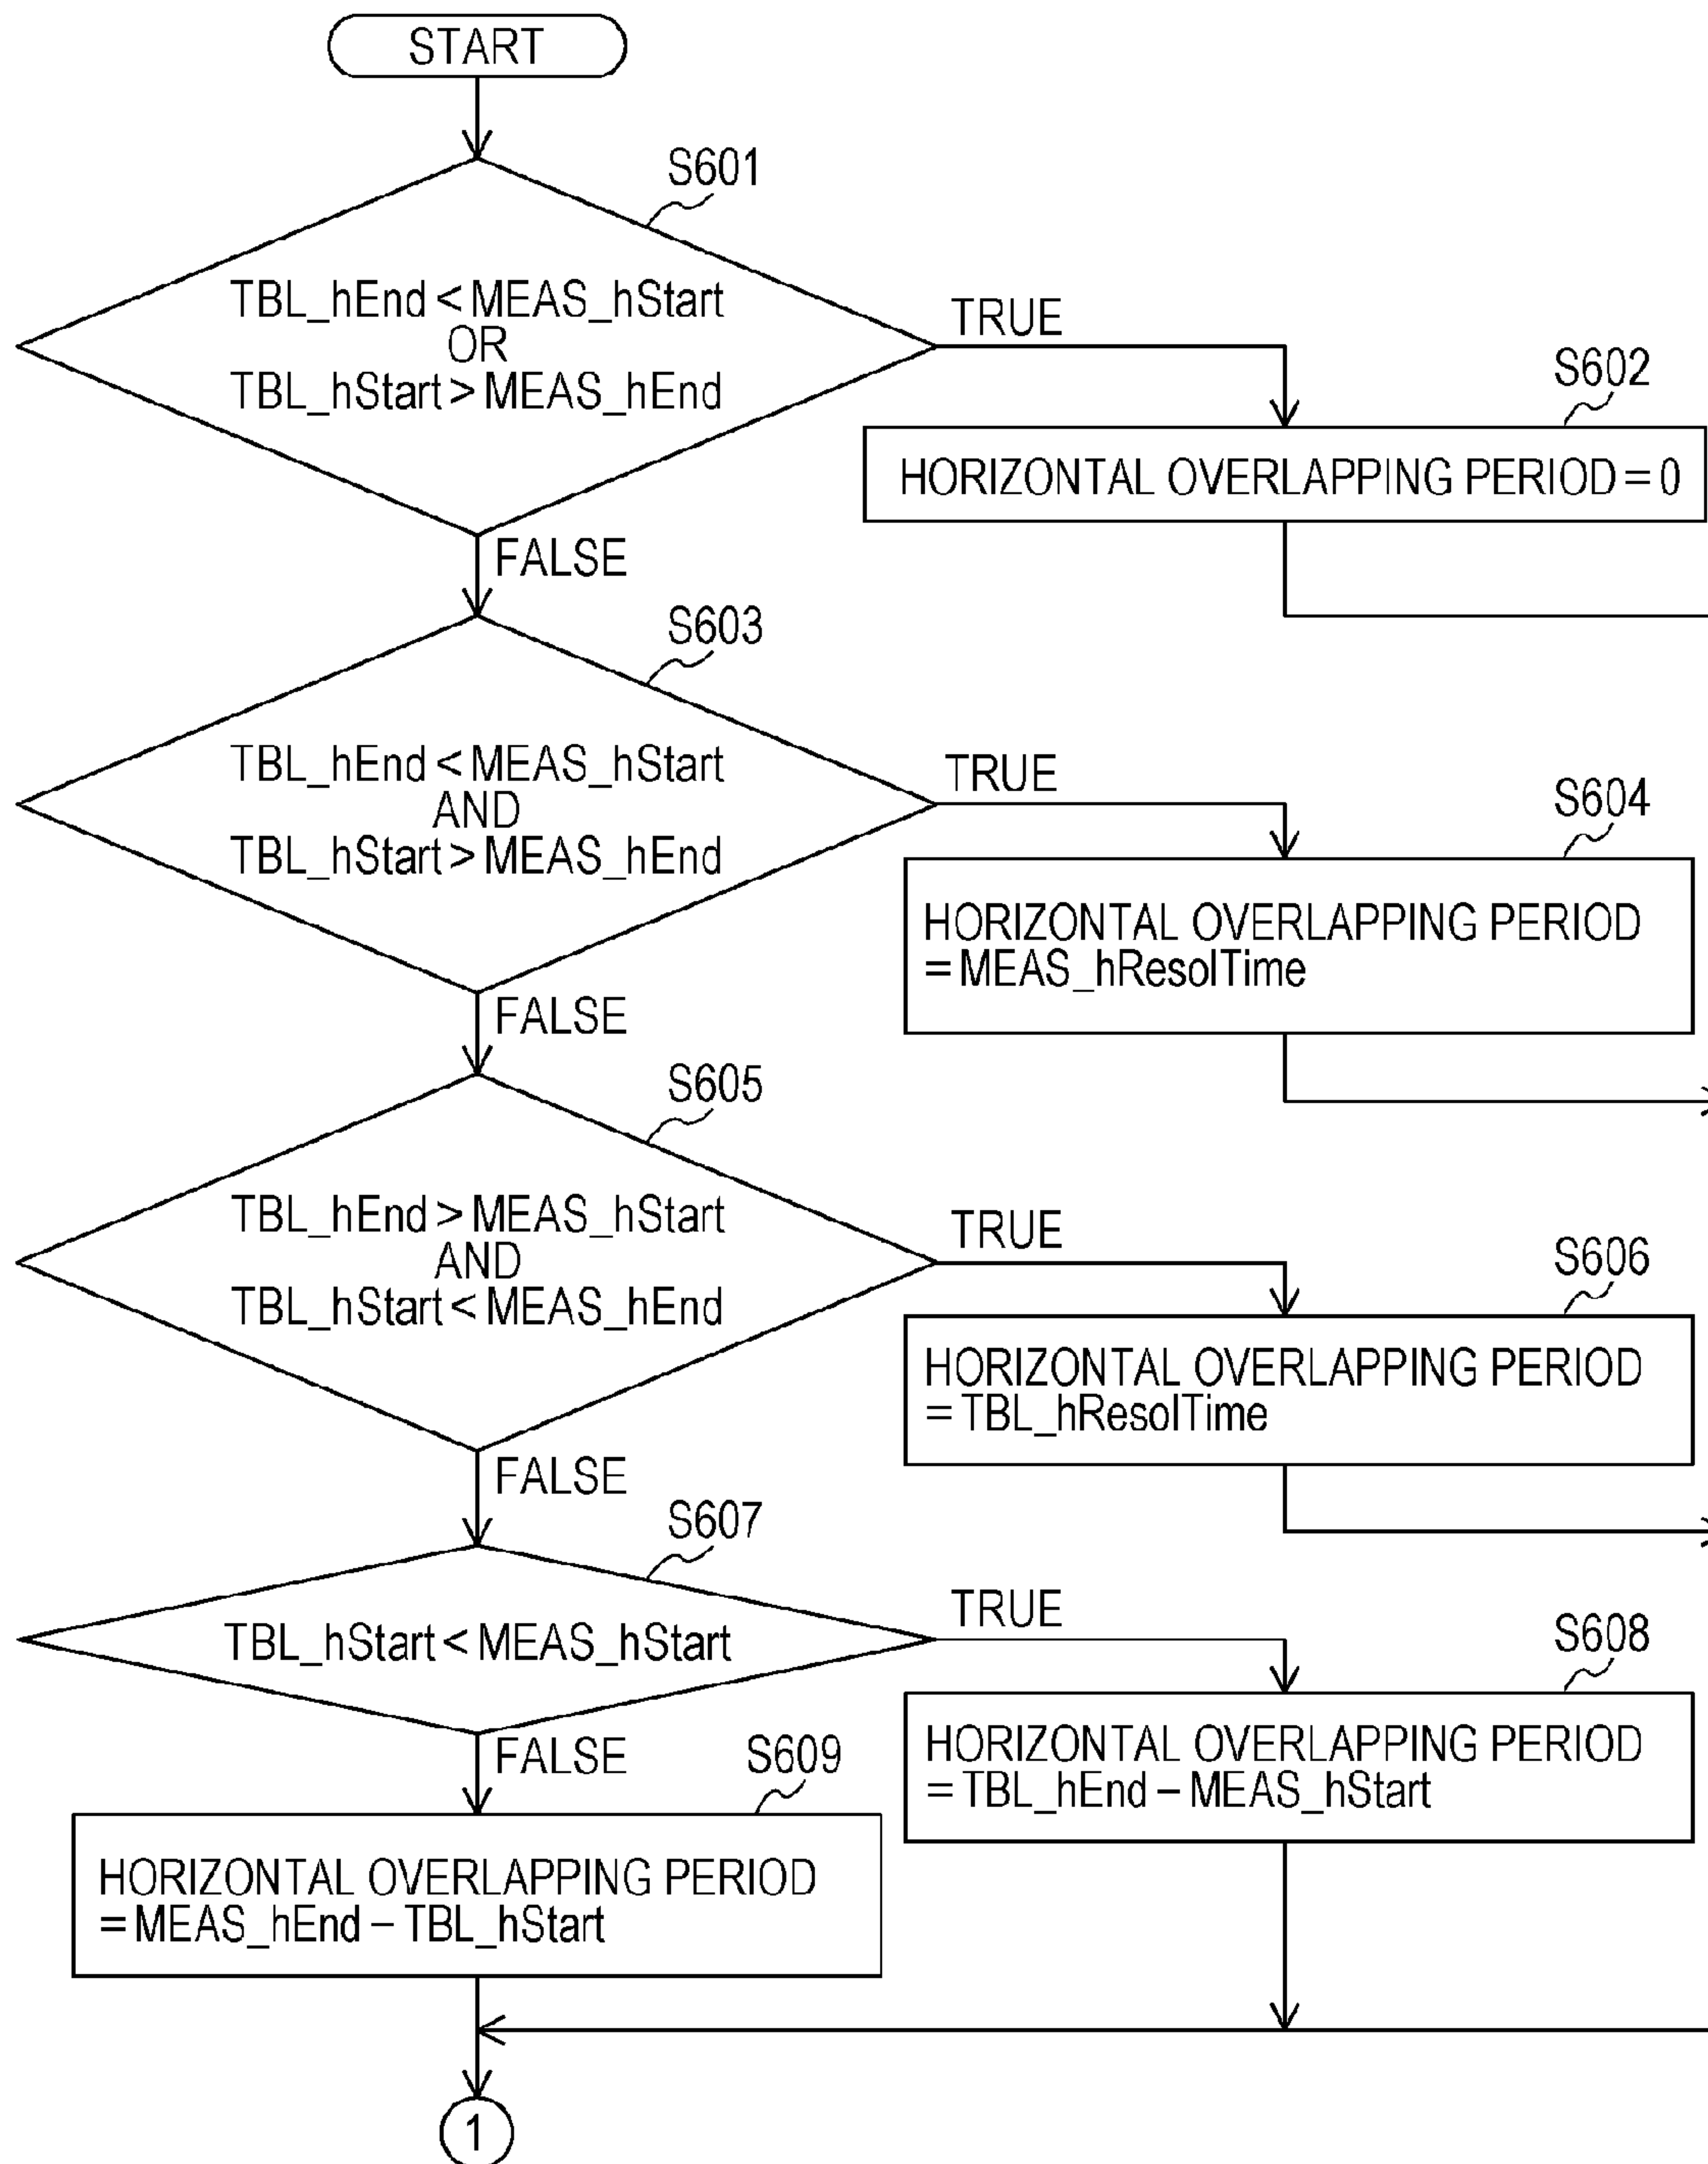 START
S601
TBL_hEnd < MEAS_hStart
OR
TBL_hStart > MEAS_hEnd
TRUE
S602
HORIZONTAL OVERLAPPING PERIOD = 0
FALSE
S603
TBL_hEnd < MEAS_hStart
AND
TBL_hStart > MEAS_hEnd
TRUE
S604
HORIZONTAL OVERLAPPING PERIOD
= MEAS_hResolTime
FALSE
S605
TBL_hEnd > MEAS_hStart
AND
TBL_hStart < MEAS_hEnd
TRUE
S606
HORIZONTAL OVERLAPPING PERIOD
= TBL_hResolTime
FALSE
S607
TBL_hStart < MEAS_hStart
TRUE
S608
HORIZONTAL OVERLAPPING PERIOD
= TBL_hEnd – MEAS_hStart
FALSE
S609
HORIZONTAL OVERLAPPING PERIOD
= MEAS_hEnd – TBL_hStart
1